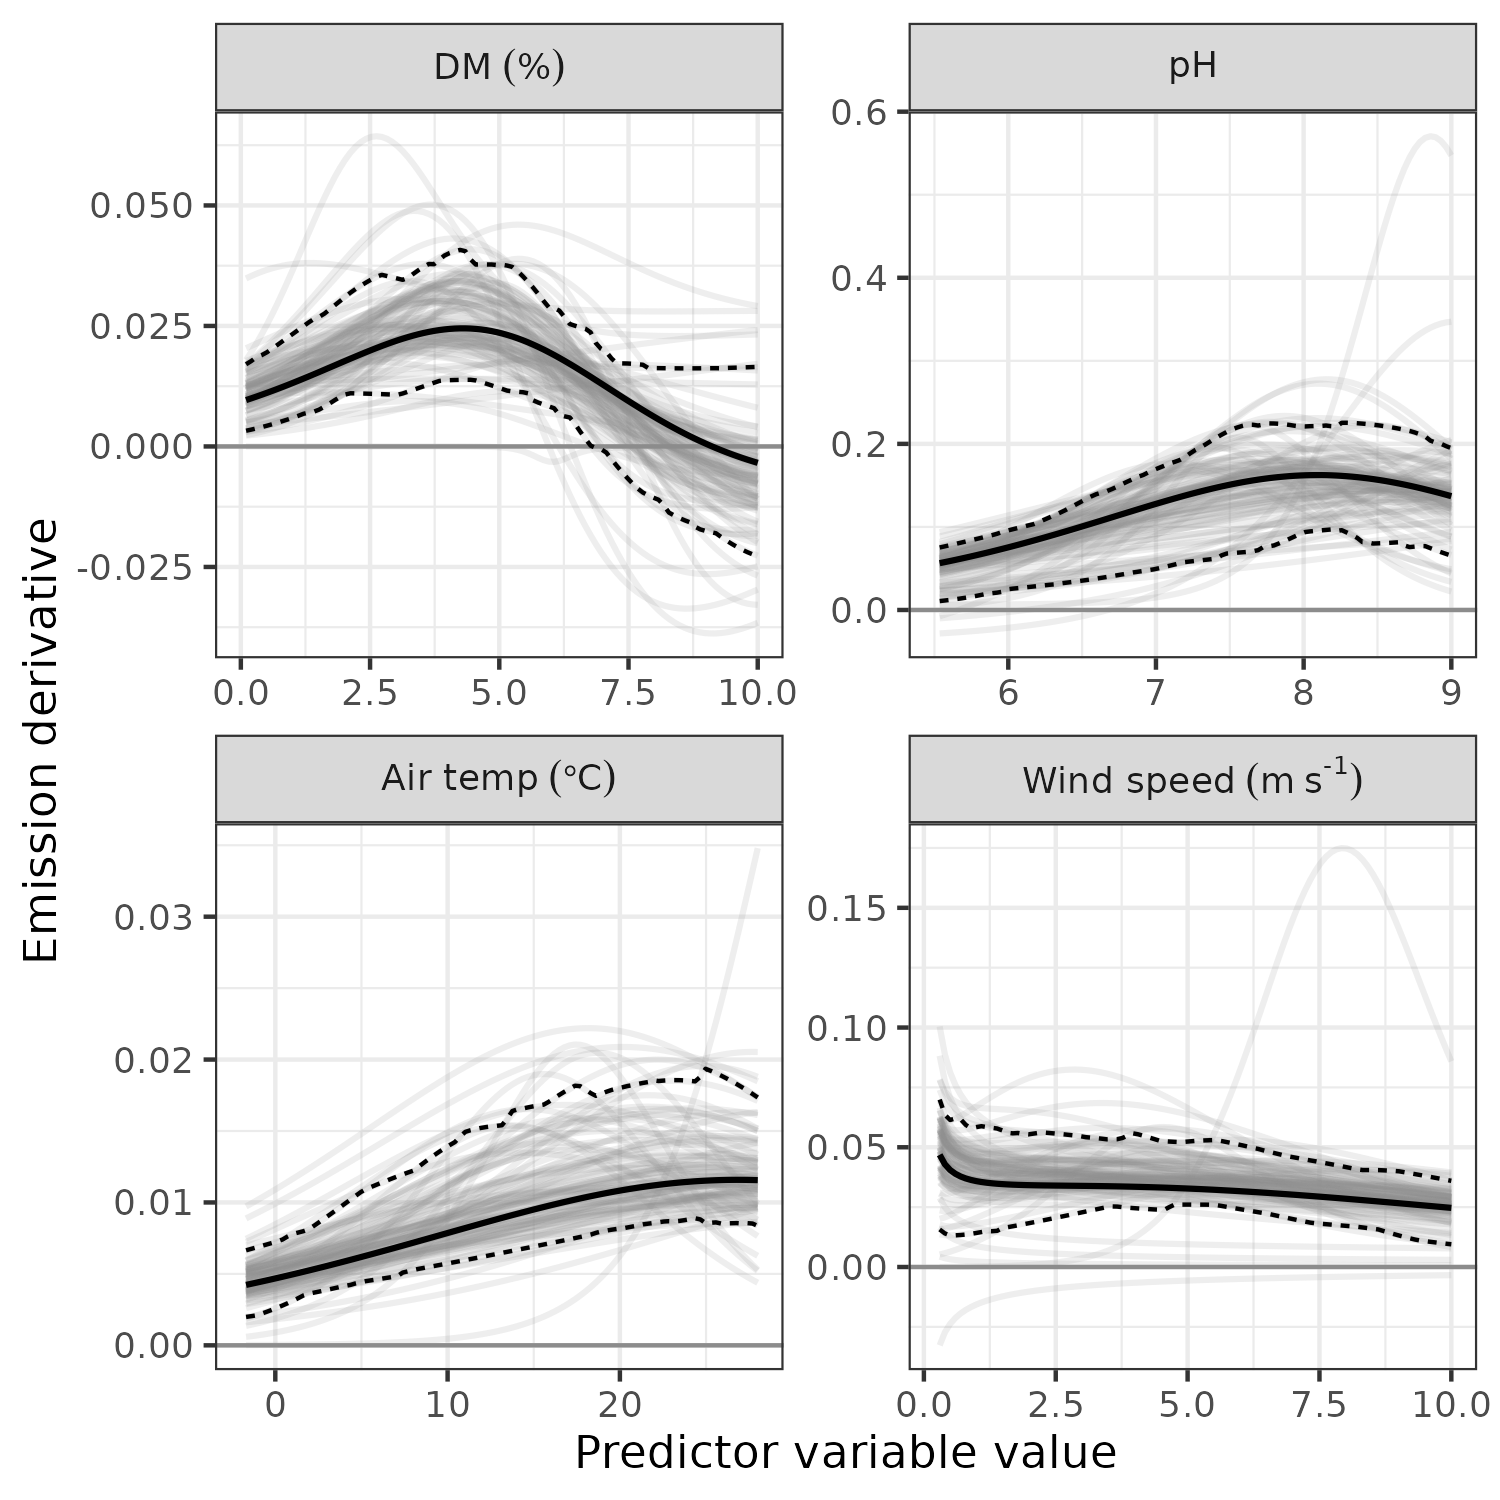 DM (%)
pH
0.050
0.025
0.000
-0.025
0.6
0.4
0.2
0.0
0.0 2.5 5.0 7.5 10.0
6 7 8 9
Emission derivative
Air temp (°C)
Wind speed (m s⁻¹)
0.03
0.02
0.01
0.00
0.15
0.10
0.05
0.00
0 10 20
0.0 2.5 5.0 7.5 10.0
Predictor variable value